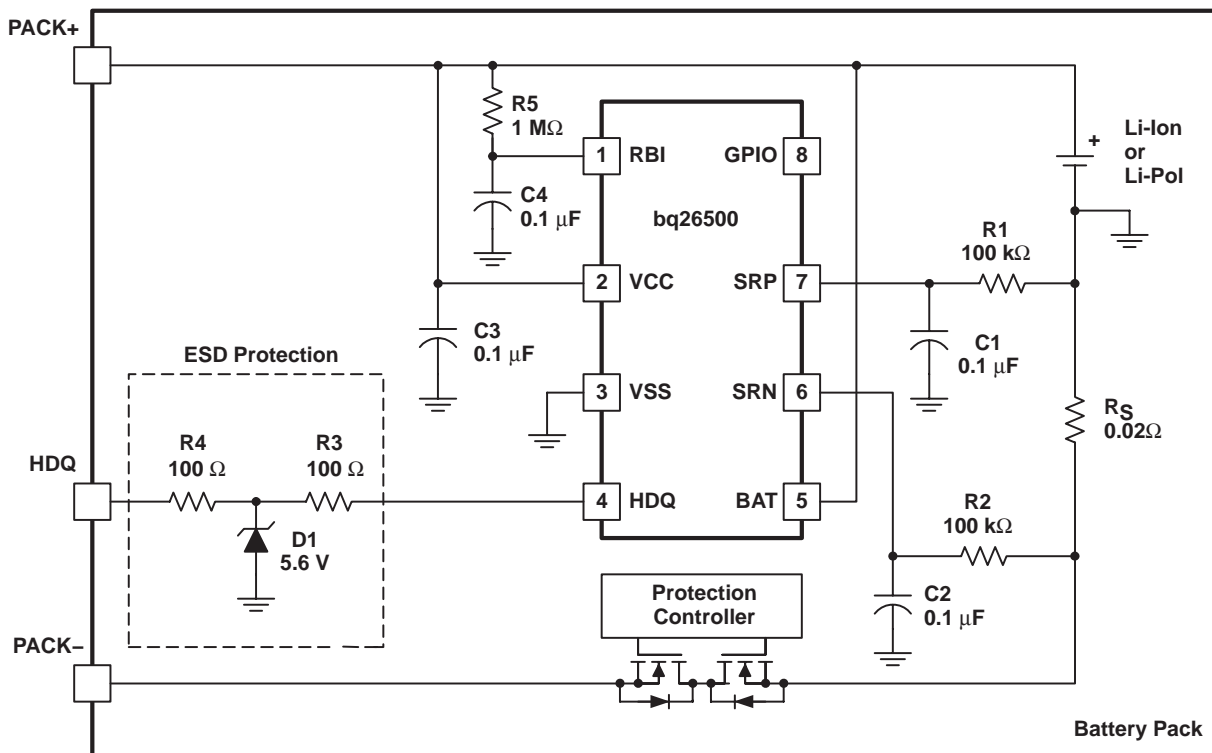 PACK+
R5
1 MΩ
1
RBI
GPIO
8
Li-Ion
or
Li-Pol
+
C4
0.1 μF
bq26500
R1
100 kΩ
2
VCC
SRP
7
C3
0.1 μF
C1
0.1 μF
ESD Protection
3
VSS
SRN
6
RS
0.02Ω
HDQ
R4
100 Ω
R3
100 Ω
4
HDQ
BAT
5
R2
100 kΩ
D1
5.6 V
Protection
Controller
C2
0.1 μF
PACK–
Battery Pack